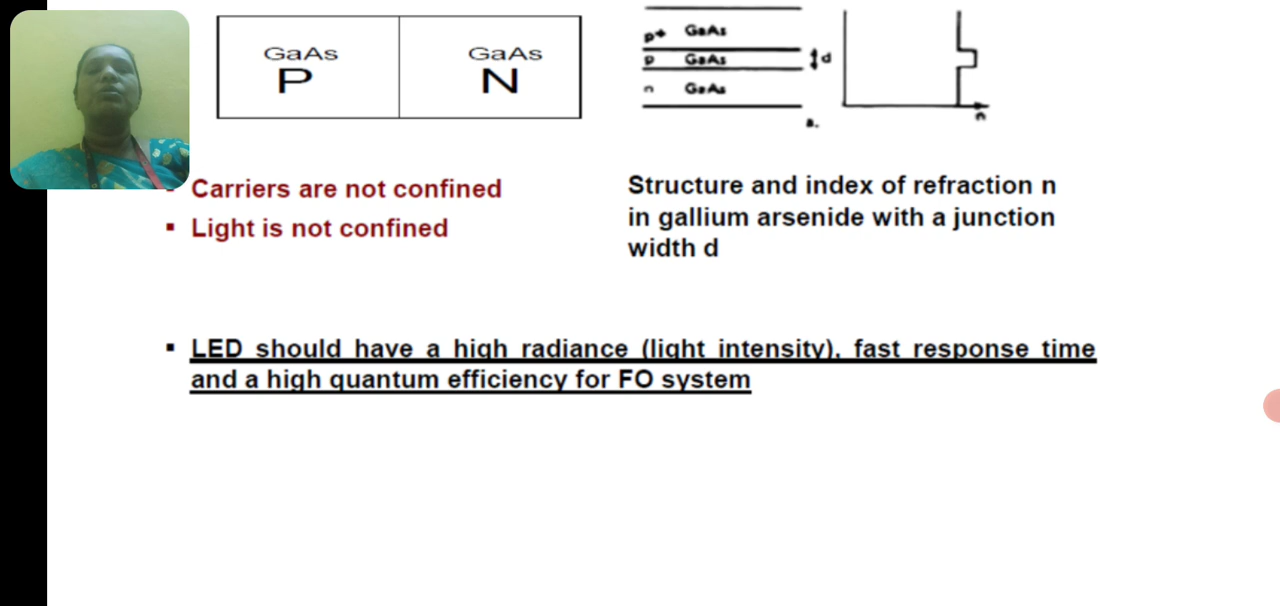 GaAs GaAs
P N
p+ GaAs
p GaAs d
n GaAs
n
a.
▪ Carriers are not confined
▪ Light is not confined
Structure and index of refraction n
in gallium arsenide with a junction
width d
▪ LED should have a high radiance (light intensity), fast response time
and a high quantum efficiency for FO system